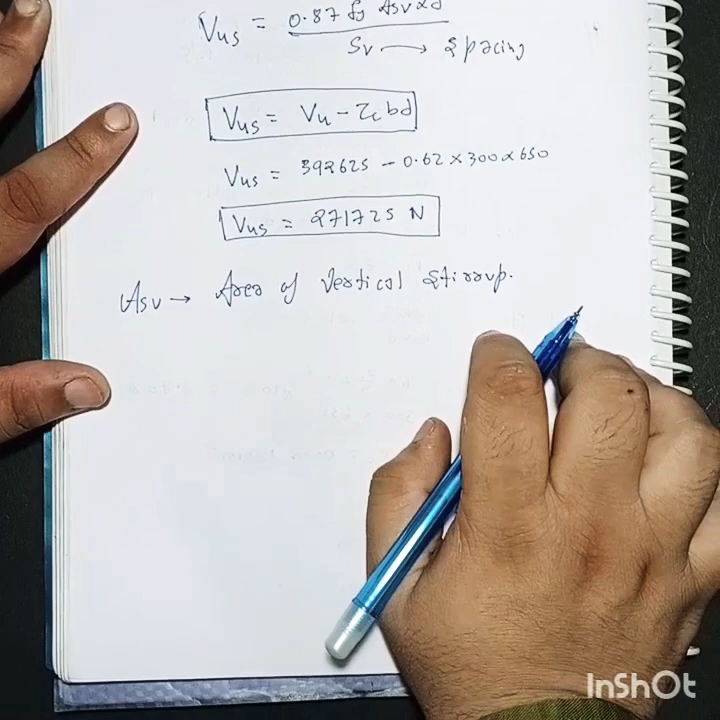 Vus = 0.87 fy Asv x d
Sv → Spacing
Vus = Vu - τc bd
Vus = 392625 - 0.62 x 300 x 650
Vus = 271725 N
Asv → Area of Vertical Stirrup.
InShOt